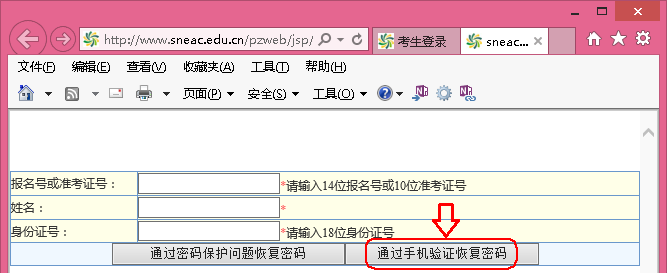 http://www.sneac.edu.cn/pzweb/jsp/ 考生登录 sneac...
文件(F) 编辑(E) 查看(V) 收藏夹(A) 工具(T) 帮助(H)
页面(P) 安全(S) 工具(O)
报名号或准考证号： *请输入14位报名号或10位准考证号
姓名： *
身份证号： *请输入18位身份证号
通过密码保护问题恢复密码 通过手机验证恢复密码